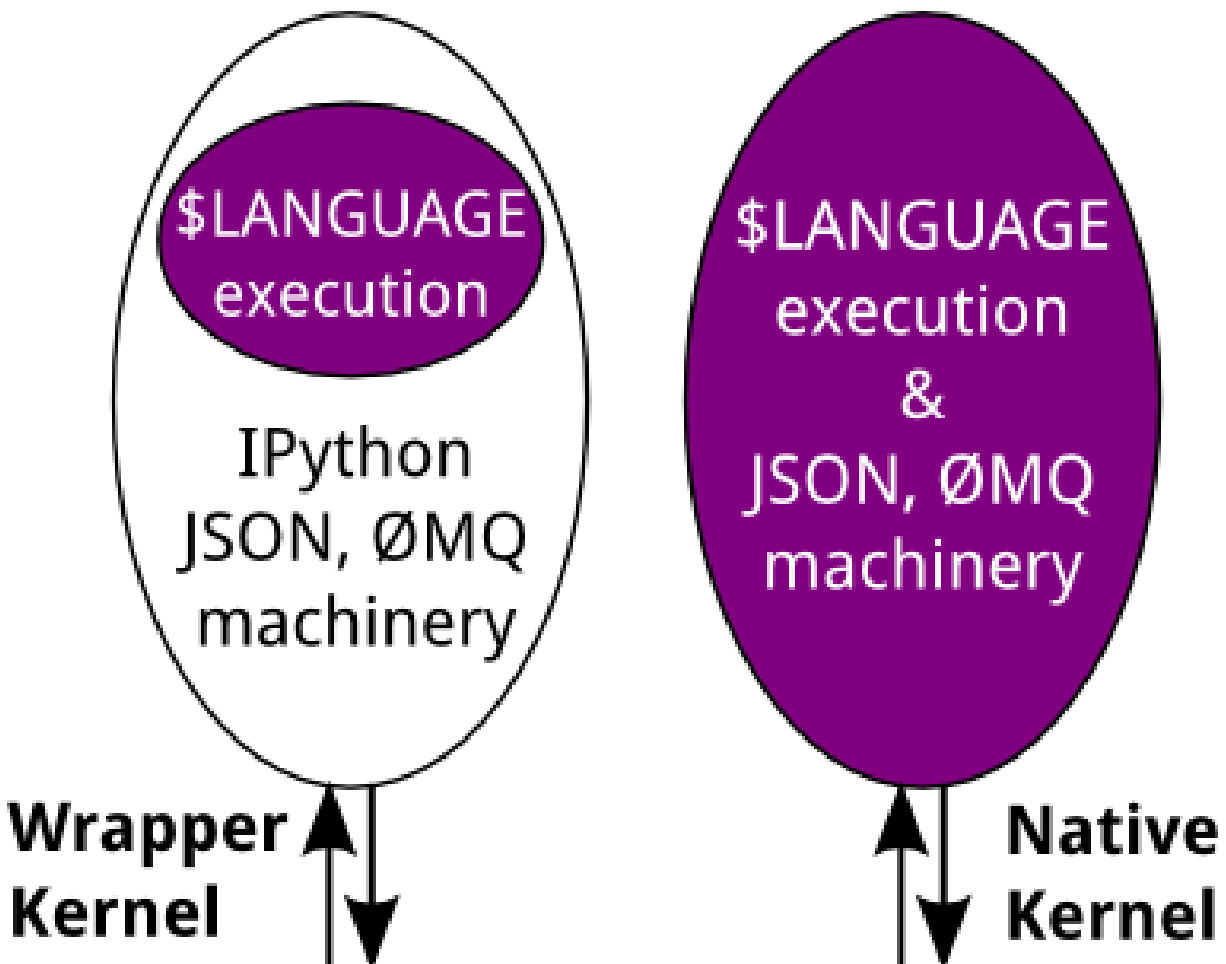 $LANGUAGE
execution
IPython
JSON, ØMQ
machinery
Wrapper
Kernel
$LANGUAGE
execution
&
JSON, ØMQ
machinery
Native
Kernel